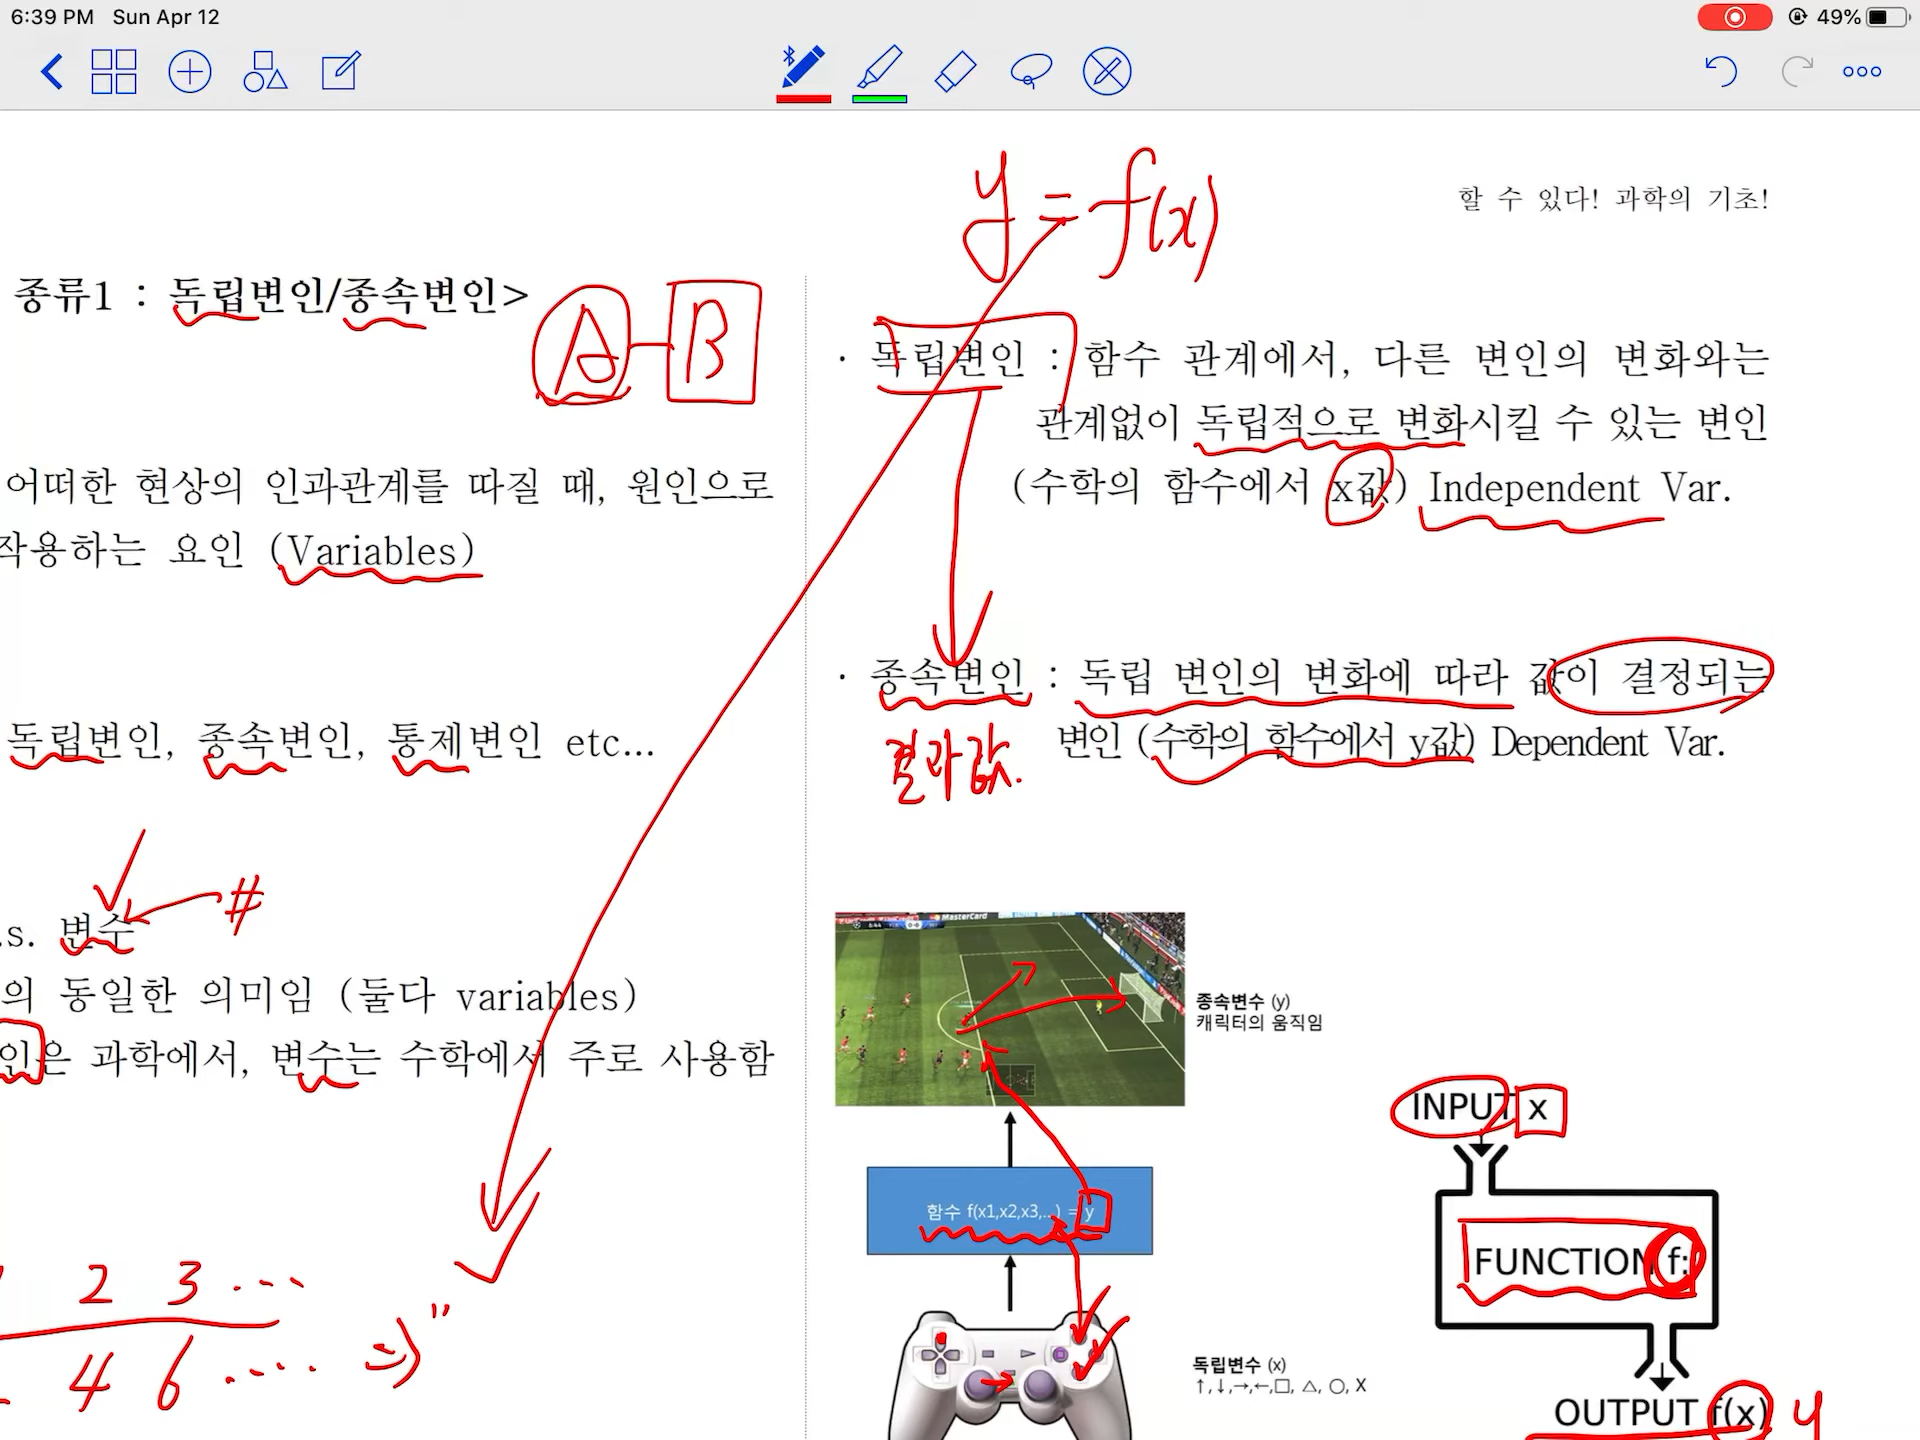 6:39 PM Sun Apr 12
49%
y = f(x)
할 수 있다! 과학의 기초!
종류1 : 독립변인/종속변인>
A B
어떠한 현상의 인과관계를 따질 때, 원인으로
작용하는 요인 (Variables)
독립변인, 종속변인, 통제변인 etc...
#
.s. 변수
의 동일한 의미임 (둘다 variables)
인은 과학에서, 변수는 수학에서 주로 사용함
2 3 ...
4 6 .... => "
· 독립변인 : 함수 관계에서, 다른 변인의 변화와는
관계없이 독립적으로 변화시킬 수 있는 변인
(수학의 함수에서 x값) Independent Var.
· 종속변인 : 독립 변인의 변화에 따라 값이 결정되는
변인 (수학의 함수에서 y값) Dependent Var.
결과값.
MasterCard
종속변수 (y)
캐릭터의 움직임
함수 f(x1,x2,x3,...) = y
독립변수 (x)
↑,↓,→,←,□, △, ○, X
INPUT x
FUNCTION f:
OUTPUT f(x) y